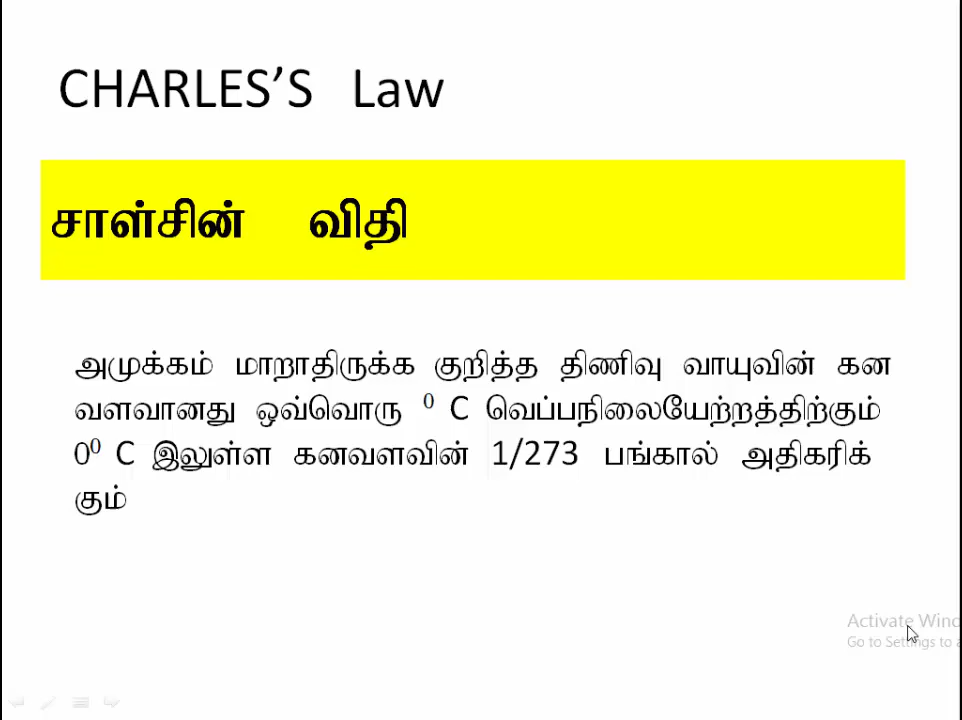 CHARLES’S Law
சாள்சின் விதி
அமுக்கம் மாறாதிருக்க குறித்த திணிவு வாயுவின் கன
வளவானது ஒவ்வொரு ⁰ C வெப்பநிலையேற்றத்திற்கும்
0⁰ C இலுள்ள கனவளவின் 1/273 பங்கால் அதிகரிக்
கும்
Activate Wind
Go to Settings to a